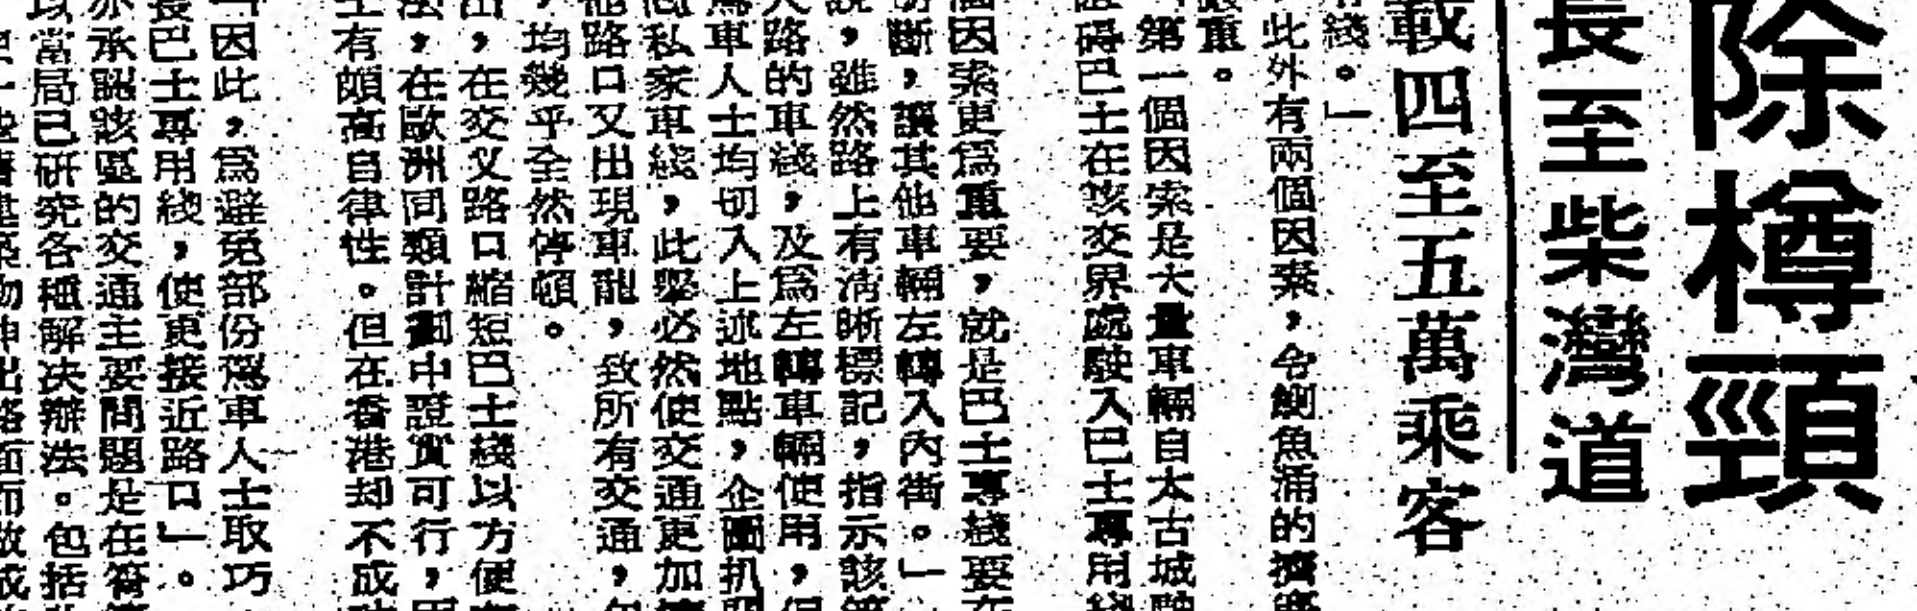 除樽頸
長至柴灣道
載四至五萬乘客
綫。」
此外有兩個因素，令鰂魚涌的擠
重。
第一個因素是大量車輛自太古城駛
碍巴士在該交界處駛入巴士專用綫
個因素更爲重要，就是巴士專綫要在
切斷，讓其他車輛左轉入內街。」
說，雖然路上有清晰標記，指示該
路的車綫，及爲左轉車輛使用，但
車人士均切入上述地點，企圖扒
私家車綫，此舉必然使交通更加
他路口又出現車龍，致所有交通，
，均幾乎全然停頓。
出，在交义路口縮短巴士綫以方便
法，在歐洲同類計劃中證實可行，因
士有頗高自律性。但在香港却不成
因此，爲避免部份駕車人士取巧
長巴士專用綫，使更接近路口」。
亦承認該區的交通主要問題是在
以當局已研究各種解决辦法。包括